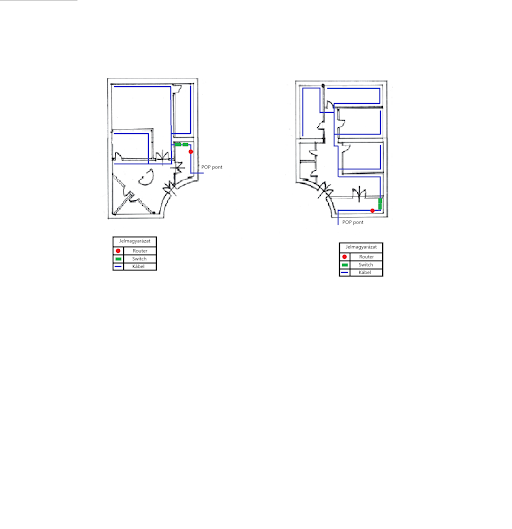 POP pont
POP pont
Jelmagyarázat
Router
Switch
Kábel
Jelmagyarázat
Router
Switch
Kábel